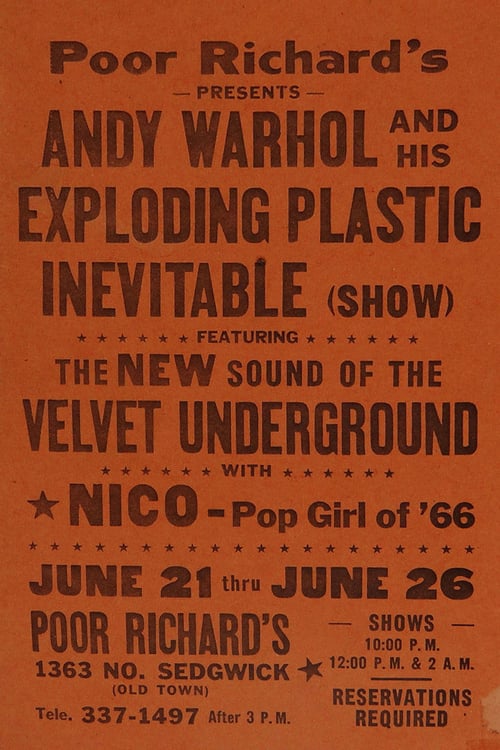 Poor Richard's
— PRESENTS —
ANDY WARHOL AND HIS
EXPLODING PLASTIC
INEVITABLE (SHOW)
★ ★ ★ ★ ★ ★ FEATURING ★ ★ ★ ★ ★ ★
THE NEW SOUND OF THE
VELVET UNDERGROUND
★ ★ ★ ★ ★ ★ WITH ★ ★ ★ ★ ★ ★
★ NICO - Pop Girl of '66
JUNE 21 thru JUNE 26
POOR RICHARD'S
1363 NO. SEDGWICK ★
(OLD TOWN)
Tele. 337-1497 After 3 P.M.
— SHOWS —
10:00 P.M.
12:00 P.M. & 2 A.M.
RESERVATIONS
REQUIRED